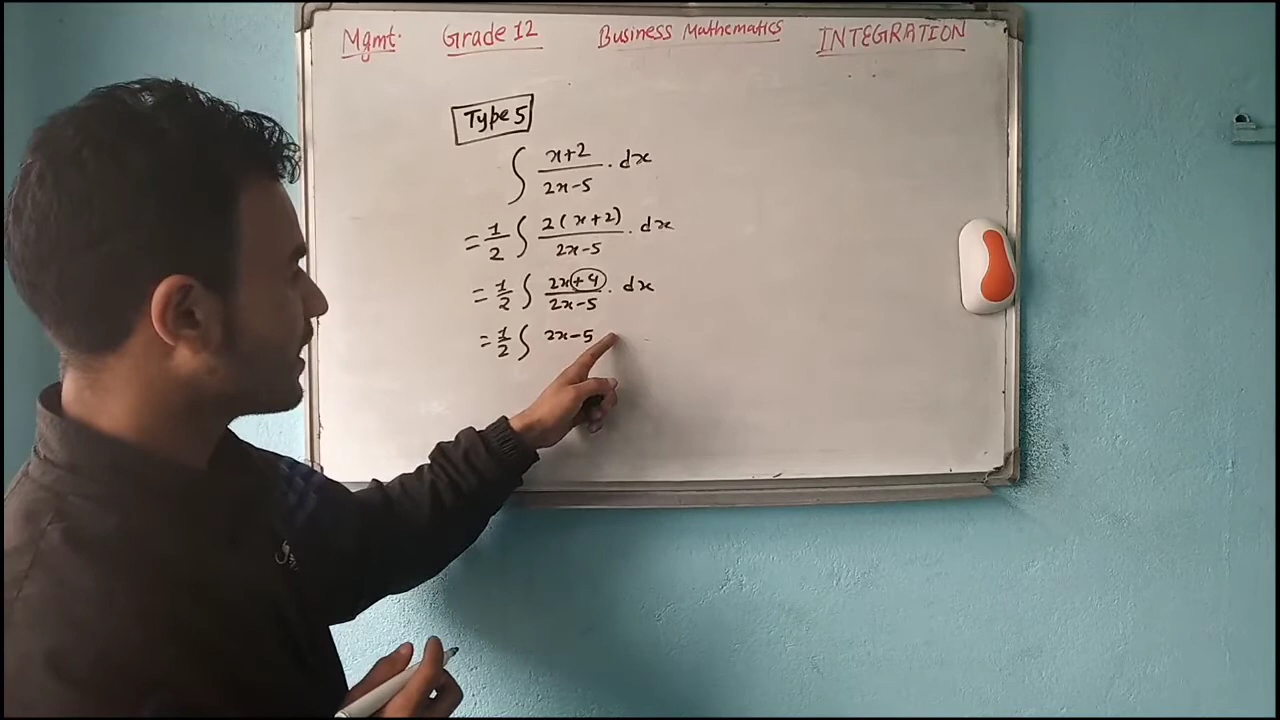 Mgmt. Grade 12 Business Mathematics INTEGRATION
Type 5
∫ x+2 / 2x-5 . dx
= 1/2 ∫ 2(x+2) / 2x-5 . dx
= 1/2 ∫ 2x+4 / 2x-5 . dx
= 1/2 ∫ 2x-5